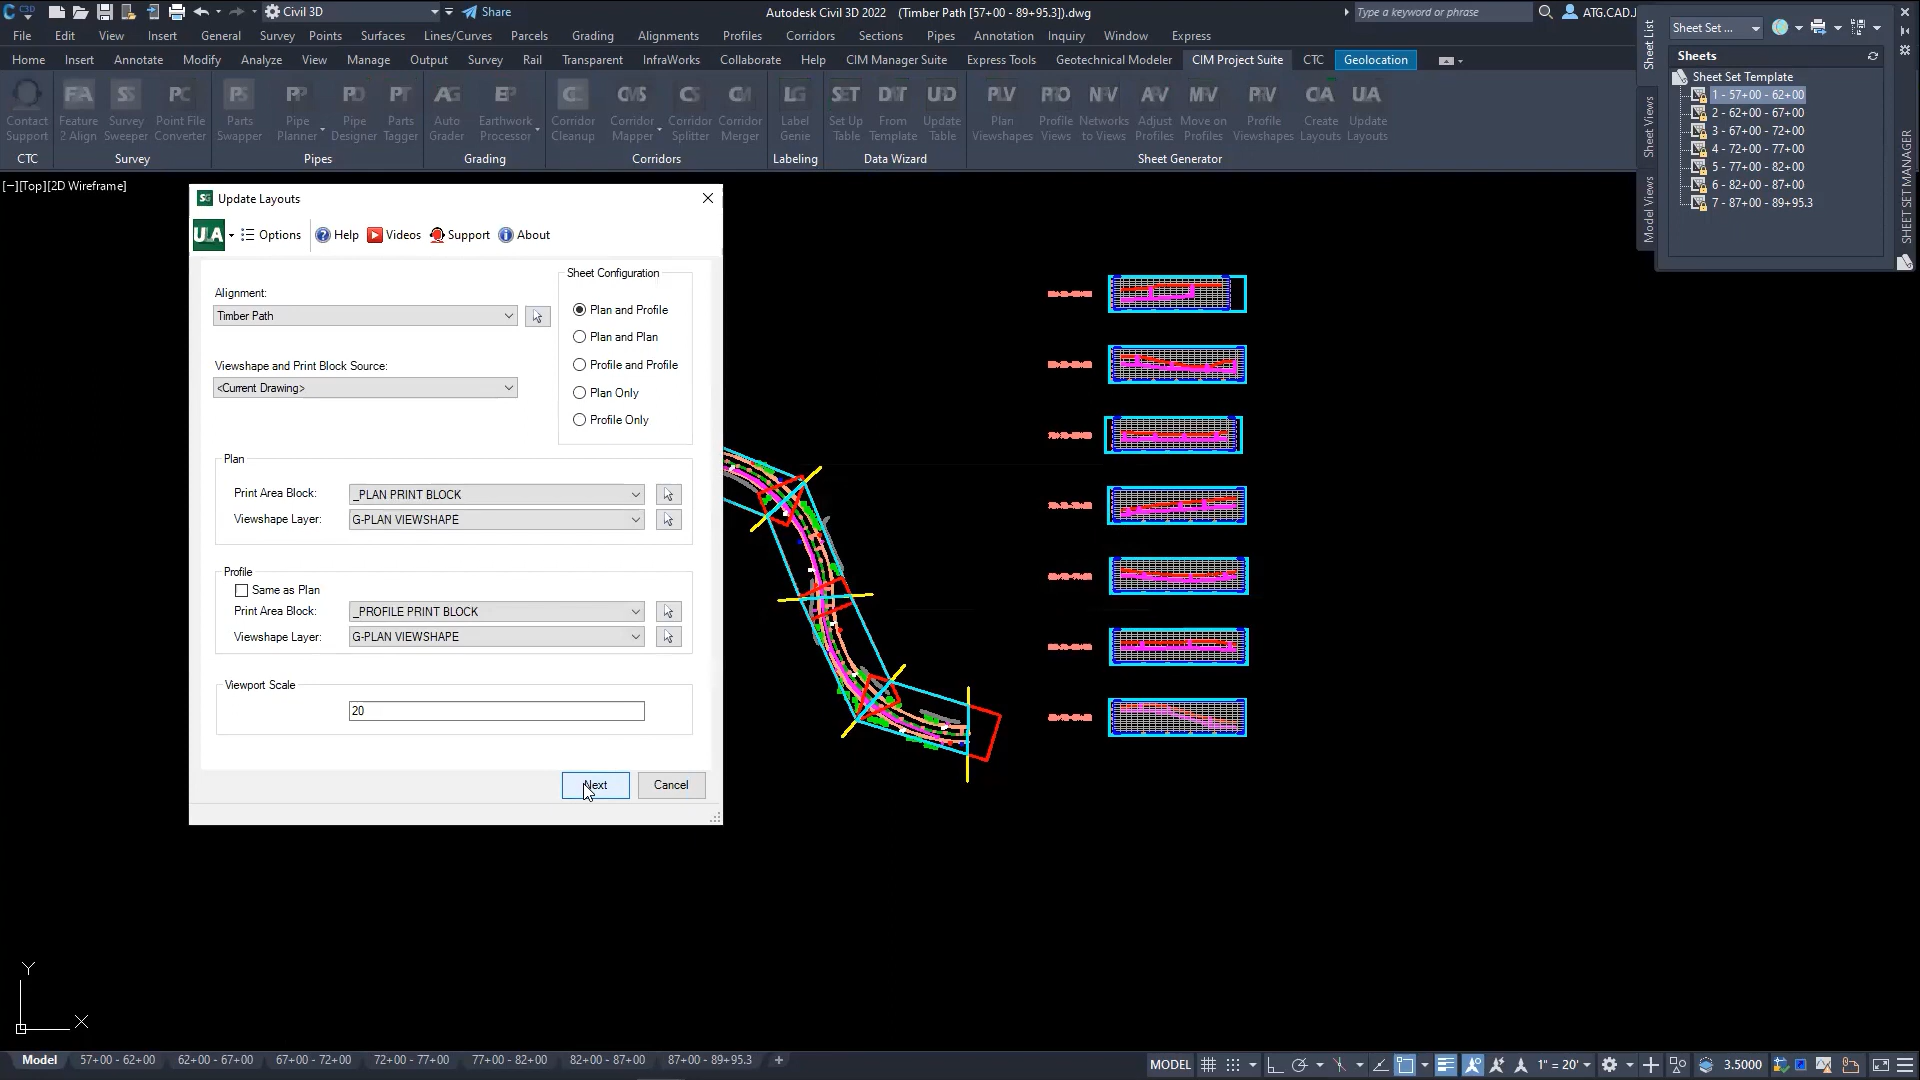 Civil 3D
Share
Autodesk Civil 3D 2022 (Timber Path [57+00 - 89+95.3]).dwg
Type a keyword or phrase
ATG.CAD.J
File Edit View Insert General Survey Points Surfaces Lines/Curves Parcels Grading Alignments Profiles Corridors Sections Pipes Annotation Inquiry Window Express
Home Insert Annotate Modify Analyze View Manage Output Survey Rail Transparent InfraWorks Collaborate Help CIM Manager Suite Express Tools Geotechnical Modeler CIM Project Suite CTC Geolocation
Contact Support
Feature 2 Align
Survey Sweeper
Point File Converter
Parts Swapper
Pipe Planner
Pipe Designer
Parts Tagger
Auto Grader
Earthwork Processor
Corridor Cleanup
Corridor Mapper
Corridor Splitter
Corridor Merger
Label Genie
Set Up Table
From Template
Update Table
Plan Viewshapes
Profile Views
Networks to Views
Adjust Profiles
Move on Profiles
Profile Viewshapes
Create Layouts
Update Layouts
CTC Survey Pipes Grading Corridors Labeling Data Wizard Sheet Generator
[−][Top][2D Wireframe]
Sheet Set ...
Sheets
Sheet Set Template
1 - 57+00 - 62+00
2 - 62+00 - 67+00
3 - 67+00 - 72+00
4 - 72+00 - 77+00
5 - 77+00 - 82+00
6 - 82+00 - 87+00
7 - 87+00 - 89+95.3
Sheet List
Sheet Views
Model Views
SHEET SET MANAGER
SG Update Layouts
ULA Options Help Videos Support About
Alignment:
Timber Path
Viewshape and Print Block Source:
<Current Drawing>
Sheet Configuration
Plan and Profile
Plan and Plan
Profile and Profile
Plan Only
Profile Only
Plan
Print Area Block: _PLAN PRINT BLOCK
Viewshape Layer: G-PLAN VIEWSHAPE
Profile
Same as Plan
Print Area Block: _PROFILE PRINT BLOCK
Viewshape Layer: G-PLAN VIEWSHAPE
Viewport Scale
20
Next Cancel
Y
X
Model 57+00 - 62+00 62+00 - 67+00 67+00 - 72+00 72+00 - 77+00 77+00 - 82+00 82+00 - 87+00 87+00 - 89+95.3 +
MODEL 1" = 20' 3.5000